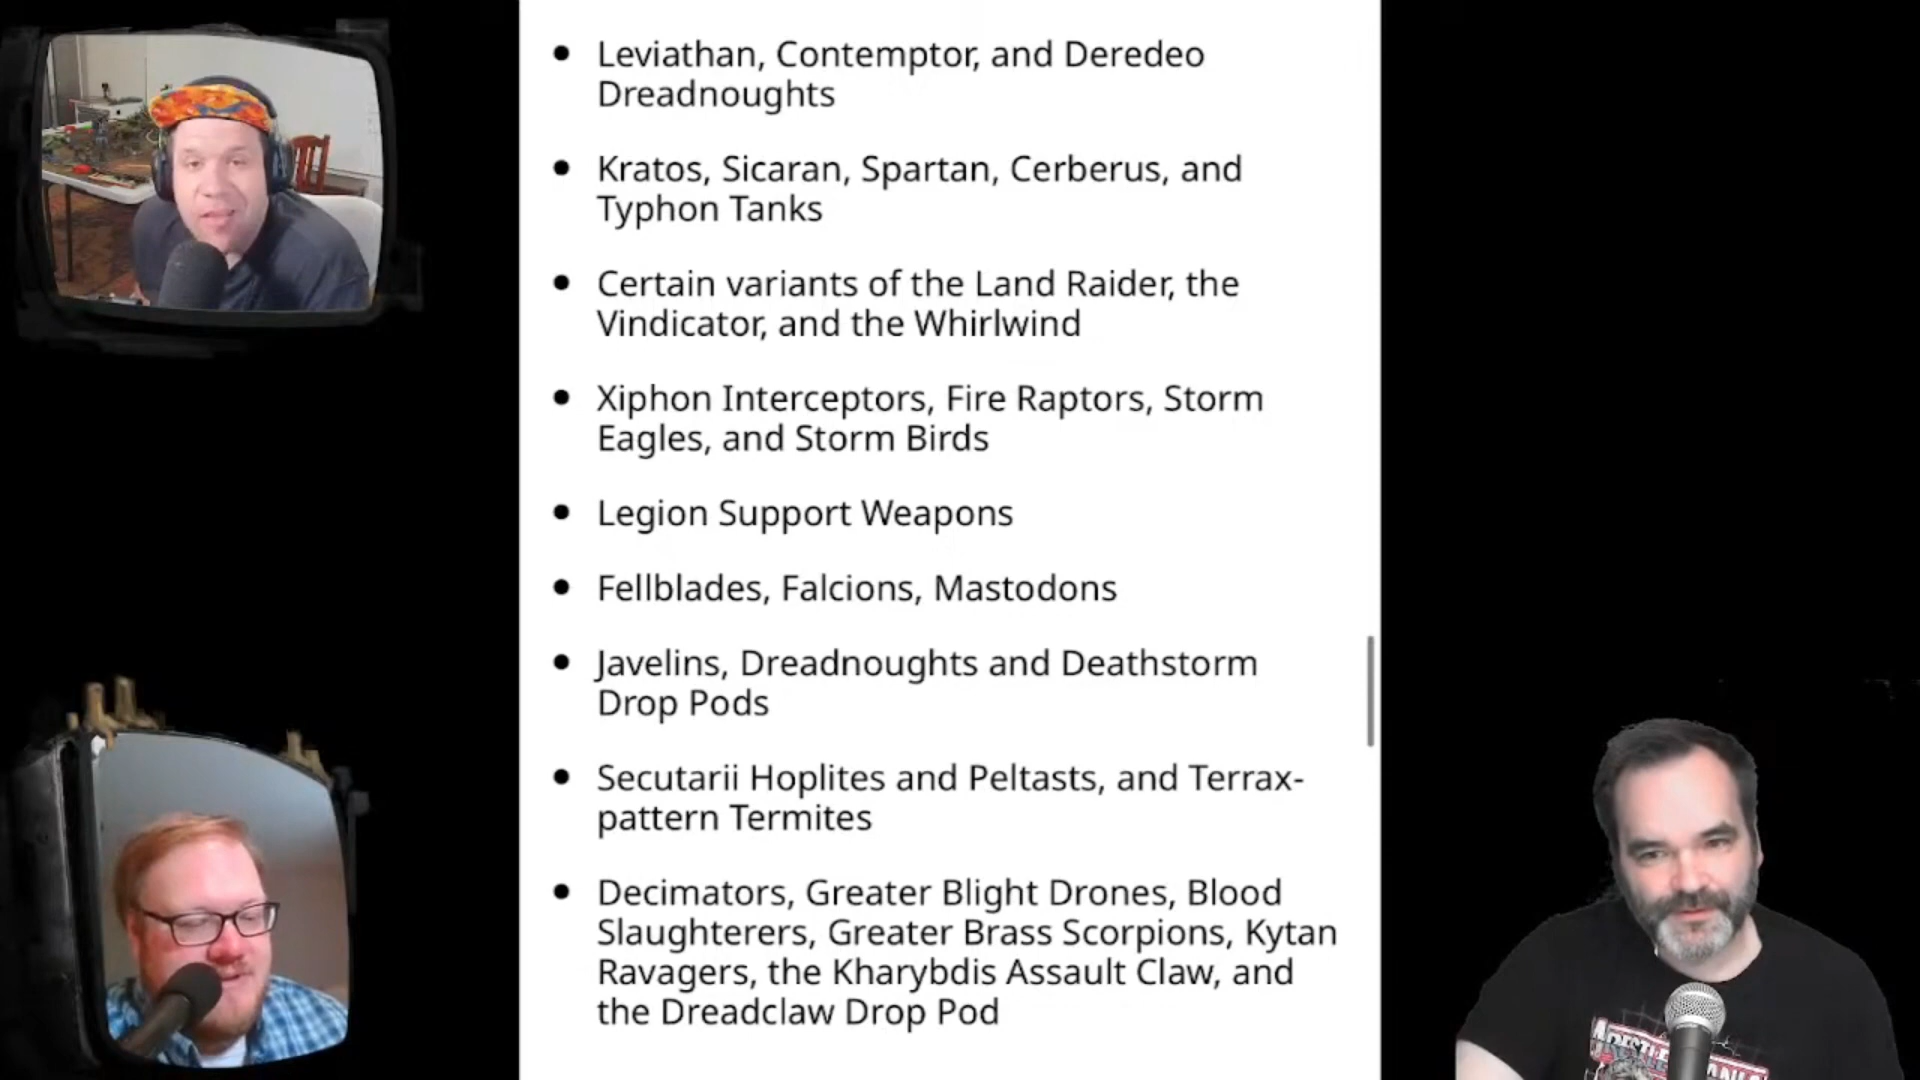 Leviathan, Contemptor, and Deredeo
Dreadnoughts
Kratos, Sicaran, Spartan, Cerberus, and
Typhon Tanks
Certain variants of the Land Raider, the
Vindicator, and the Whirlwind
Xiphon Interceptors, Fire Raptors, Storm
Eagles, and Storm Birds
Legion Support Weapons
Fellblades, Falcions, Mastodons
Javelins, Dreadnoughts and Deathstorm
Drop Pods
Secutarii Hoplites and Peltasts, and Terrax-
pattern Termites
Decimators, Greater Blight Drones, Blood
Slaughterers, Greater Brass Scorpions, Kytan
Ravagers, the Kharybdis Assault Claw, and
the Dreadclaw Drop Pod